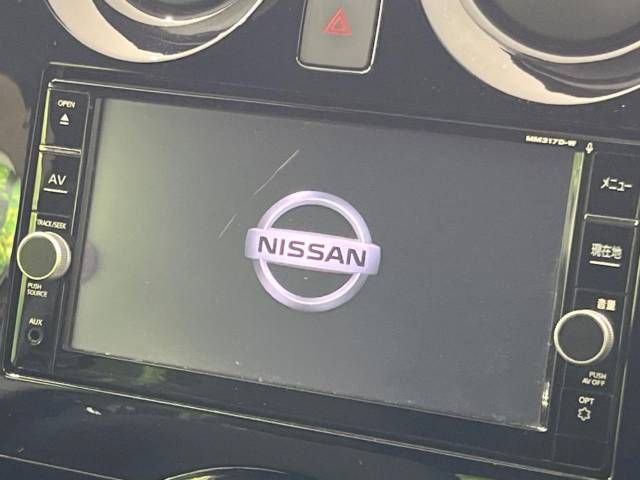 OPEN
AV
TRACK/SEEK
PUSH
SOURCE
AUX
NISSAN
MM317D-W
メニュー
現在地
音量
PUSH
AV OFF
OPT